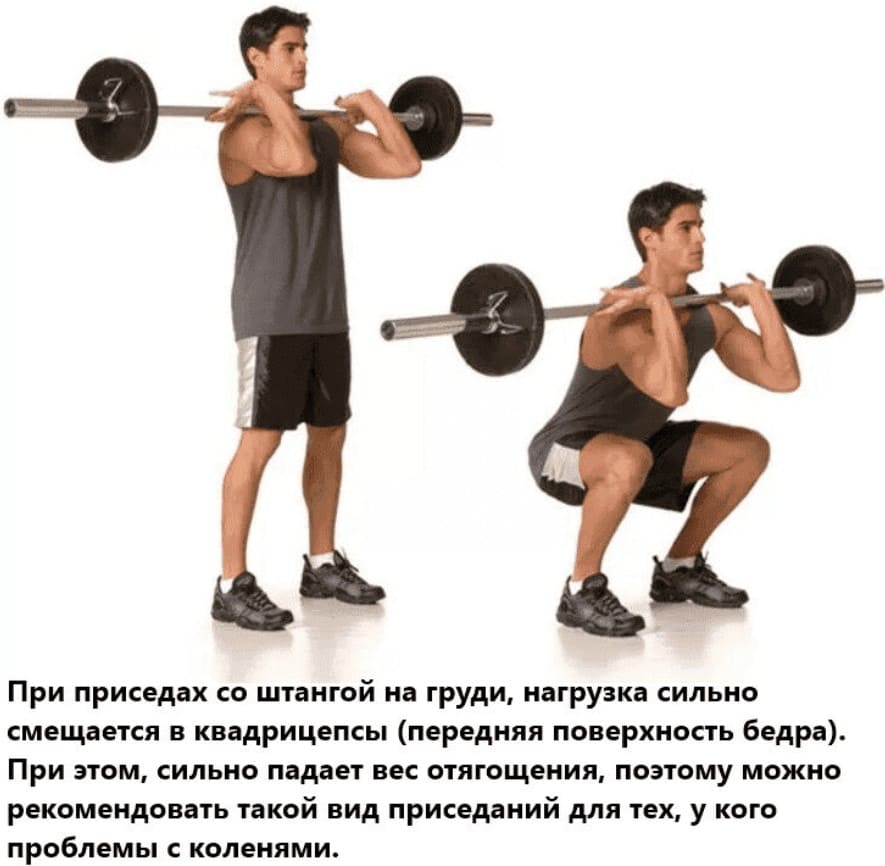 При приседах со штангой на груди, нагрузка сильно
смещается в квадрицепсы (передняя поверхность бедра).
При этом, сильно падает вес отягощения, поэтому можно
рекомендовать такой вид приседаний для тех, у кого
проблемы с коленями.